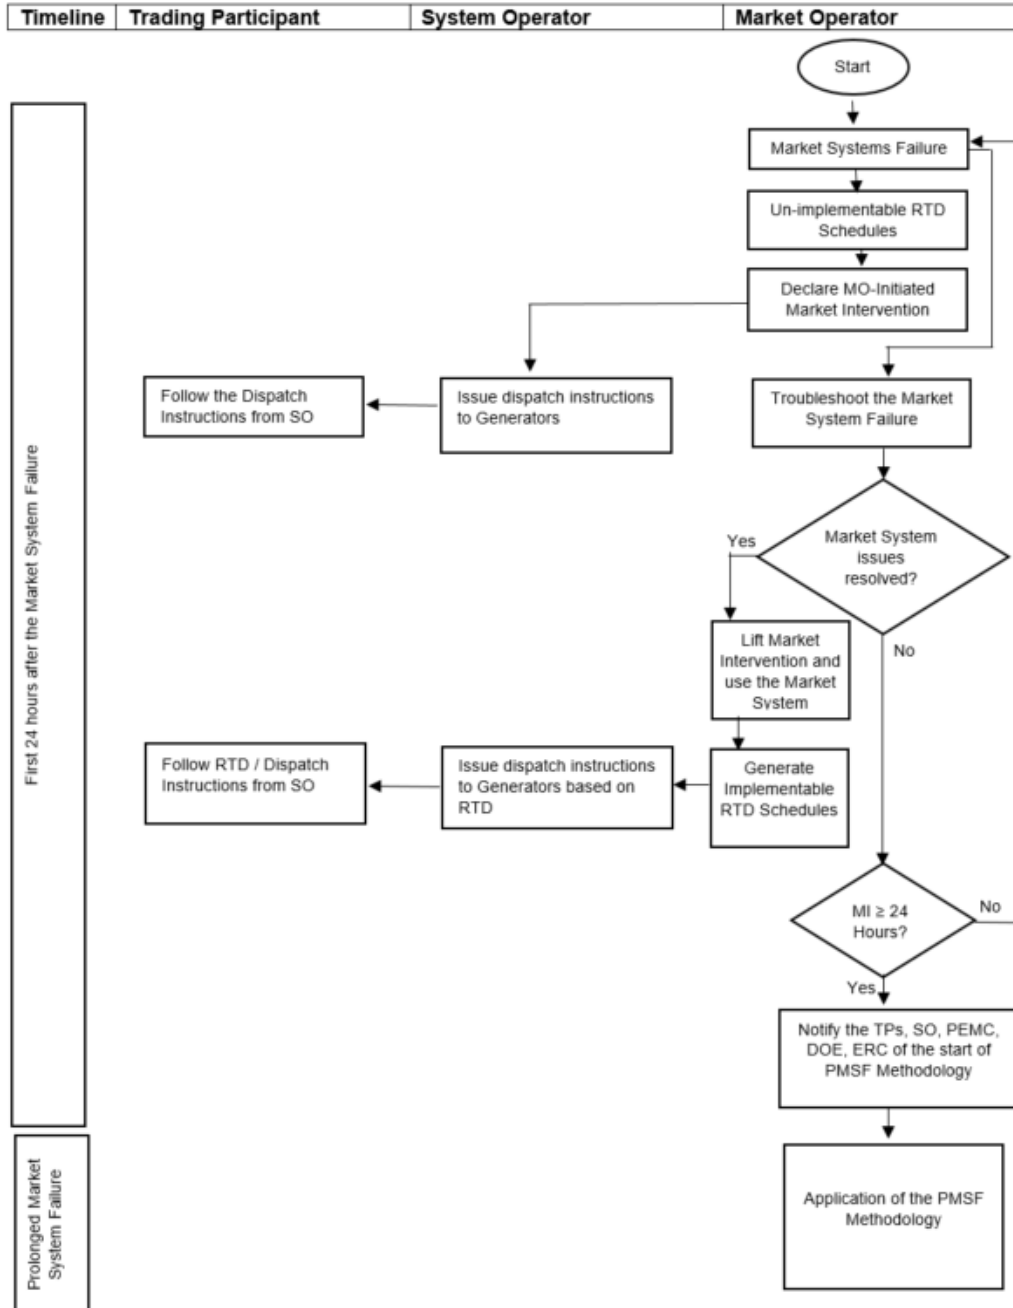 Timeline
Trading Participant
System Operator
Market Operator
Start
Market Systems Failure
Un-implementable RTD
Schedules
Declare MO-Initiated
Market Intervention
Follow the Dispatch
Instructions from SO
Issue dispatch instructions
to Generators
Troubleshoot the Market
System Failure
First 24 hours after the Market System Failure
Market System
issues
resolved?
Yes
No
Lift Market
Intervention and
use the Market
System
Follow RTD / Dispatch
Instructions from SO
Issue dispatch instructions
to Generators based on
RTD
Generate
Implementable
RTD Schedules
MI ≥ 24
Hours?
No
Yes
Notify the TPs, SO, PEMC,
DOE, ERC of the start of
PMSF Methodology
Prolonged Market
System Failure
Application of the PMSF
Methodology